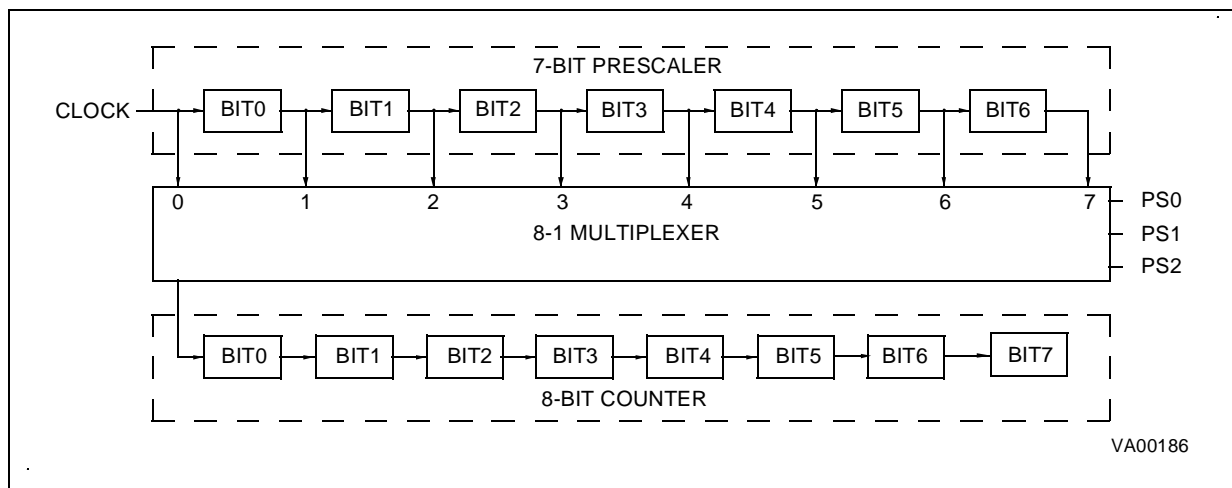 7-BIT PRESCALER
CLOCK BIT0 BIT1 BIT2 BIT3 BIT4 BIT5 BIT6
0 1 2 3 4 5 6 7 PS0
8-1 MULTIPLEXER PS1
PS2
BIT0 BIT1 BIT2 BIT3 BIT4 BIT5 BIT6 BIT7
8-BIT COUNTER
VA00186